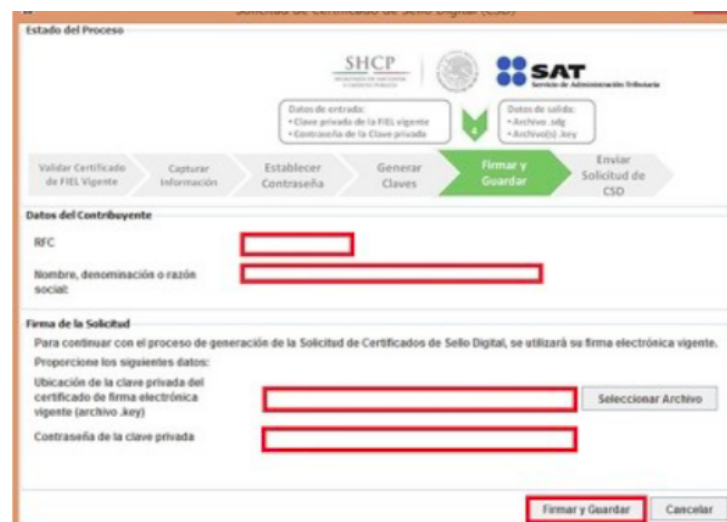 Solicitud de Certificado de Sello Digital (CSD)
Estado del Proceso
SHCP
SECRETARÍA DE HACIENDA
Y CRÉDITO PÚBLICO
SAT
Servicio de Administración Tributaria
Datos de entrada:
• Clave privada de la FIEL vigente
• Contraseña de la Clave privada
4
Datos de salida:
• Archivo .sdg
• Archivo(s) .key
Validar Certificado
de FIEL Vigente
Capturar
Información
Establecer
Contraseña
Generar
Claves
Firmar y
Guardar
Enviar
Solicitud de
CSD
Datos del Contribuyente
RFC
Nombre, denominación o razón
social:
Firma de la Solicitud
Para continuar con el proceso de generación de la Solicitud de Certificados de Sello Digital, se utilizará su firma electrónica vigente.
Proporcione los siguientes datos:
Ubicación de la clave privada del
certificado de firma electrónica
vigente (archivo .key)
Seleccionar Archivo
Contraseña de la clave privada
Firmar y Guardar
Cancelar